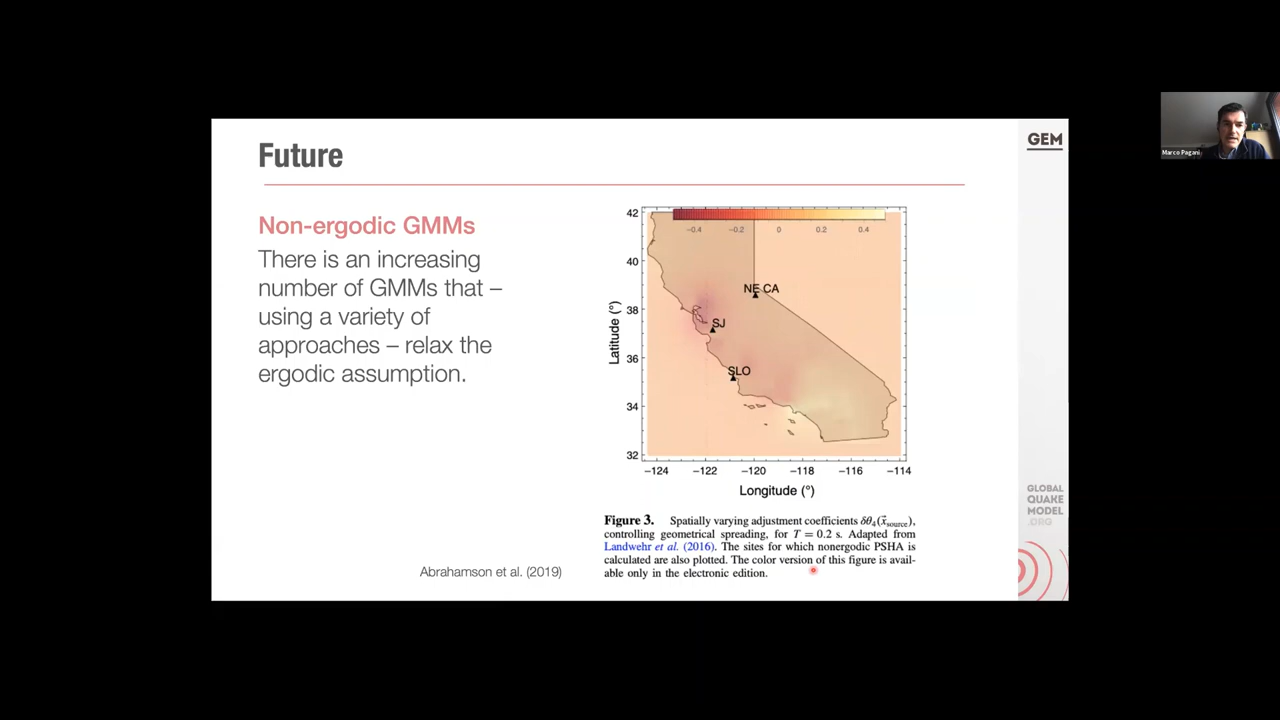 Future
GEM
Marco Pagani
Non-ergodic GMMs
There is an increasing
number of GMMs that –
using a variety of
approaches – relax the
ergodic assumption.
42
40
38
36
34
32
Latitude (°)
−0.4 −0.2 0 0.2 0.4
NE CA
SJ
SLO
−124 −122 −120 −118 −116 −114
Longitude (°)
Figure 3. Spatially varying adjustment coefficients δθ₄(x⃗source),
controlling geometrical spreading, for T = 0.2 s. Adapted from
Landwehr et al. (2016). The sites for which nonergodic PSHA is
calculated are also plotted. The color version of this figure is avail-
able only in the electronic edition.
Abrahamson et al. (2019)
GLOBAL
QUAKE
MODEL
.ORG